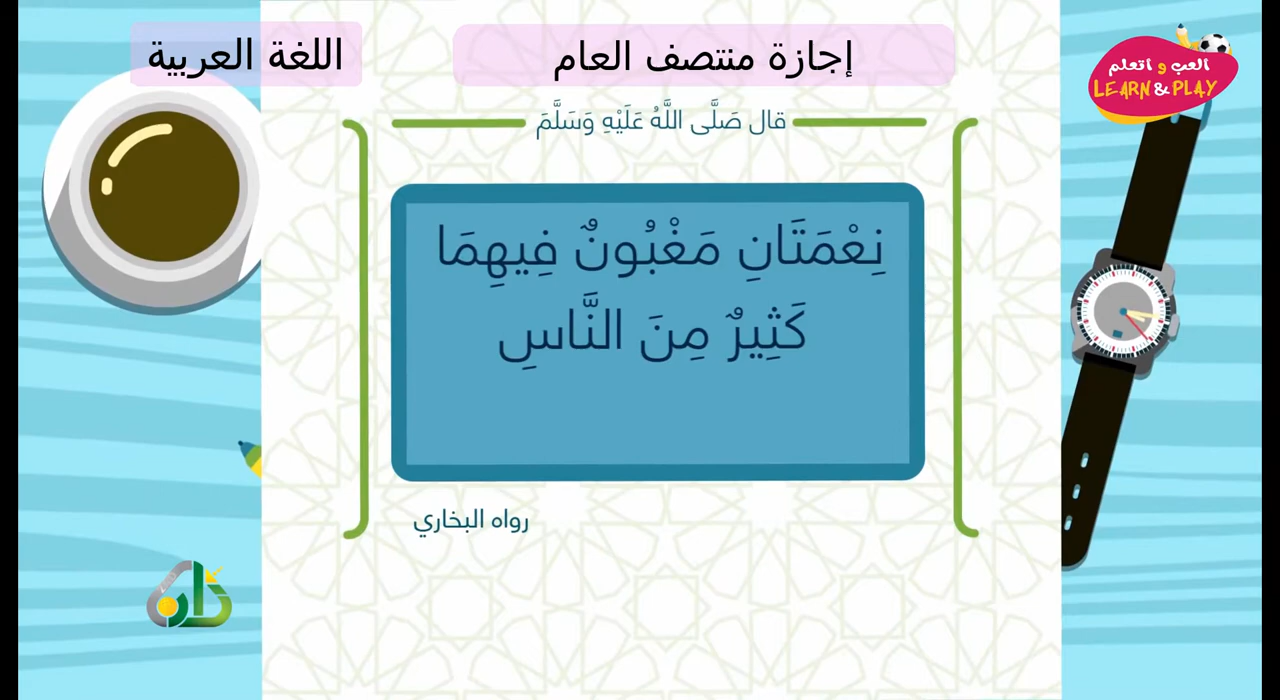 إجازة منتصف العام
اللغة العربية
العب و اتعلم
LEARN & PLAY
قال صَلَّى اللَّهُ عَلَيْهِ وَسَلَّمَ
نِعْمَتَانِ مَغْبُونٌ فِيهِمَا
كَثِيرٌ مِنَ النَّاسِ
رواه البخاري